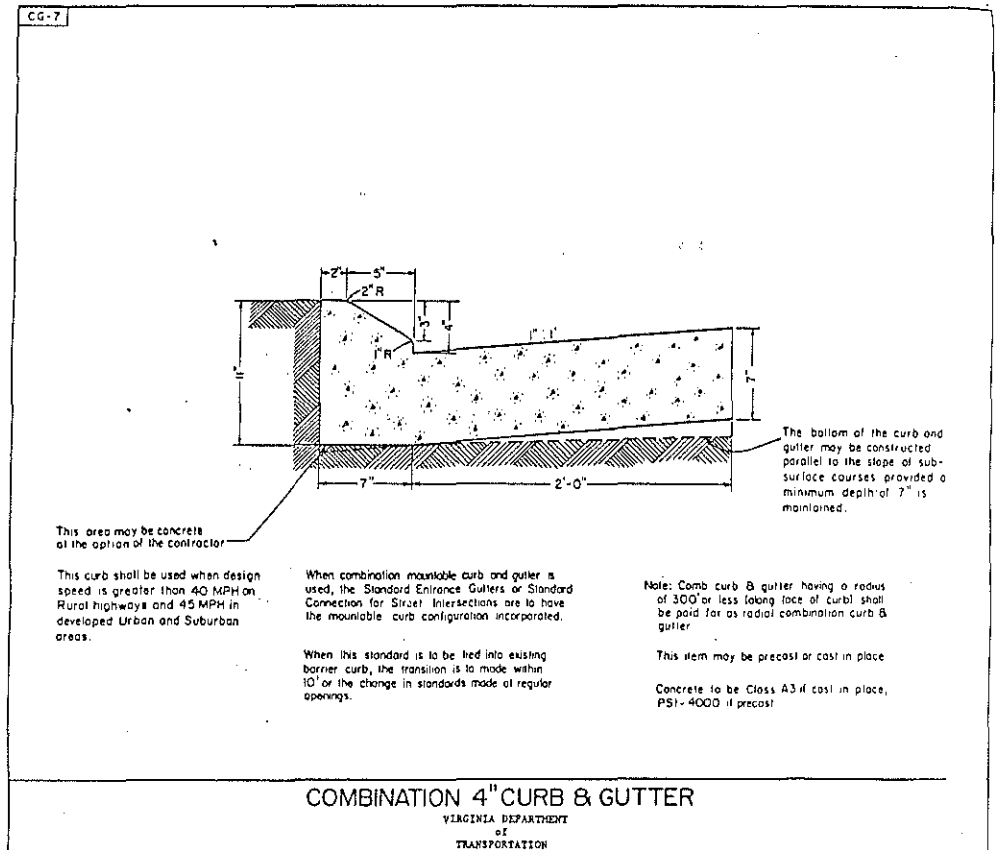 CG-7
2" 5"
2" R
3"
4"
1" R
1" : 1'
11"
7"
7"
2'-0"
The bottom of the curb and
gutter may be constructed
parallel to the slope of sub-
surface courses provided a
minimum depth of 7" is
maintained.
This area may be concrete
at the option of the contractor
This curb shall be used when design
speed is greater than 40 MPH on
Rural highways and 45 MPH in
developed Urban and Suburban
areas.
When combination mountable curb and gutter is
used, the Standard Entrance Gutters or Standard
Connection for Street Intersections are to have
the mountable curb configuration incorporated.
When this standard is to be tied into existing
barrier curb, the transition is to made within
10' or the change in standards made at regular
openings.
Note: Comb curb & gutter having a radius
of 300' or less (along face of curb) shall
be paid for as radial combination curb &
gutter
This item may be precast or cast in place
Concrete to be Class A3 if cast in place,
PSI-4000 if precast
COMBINATION 4" CURB & GUTTER
VIRGINIA DEPARTMENT
of
TRANSPORTATION